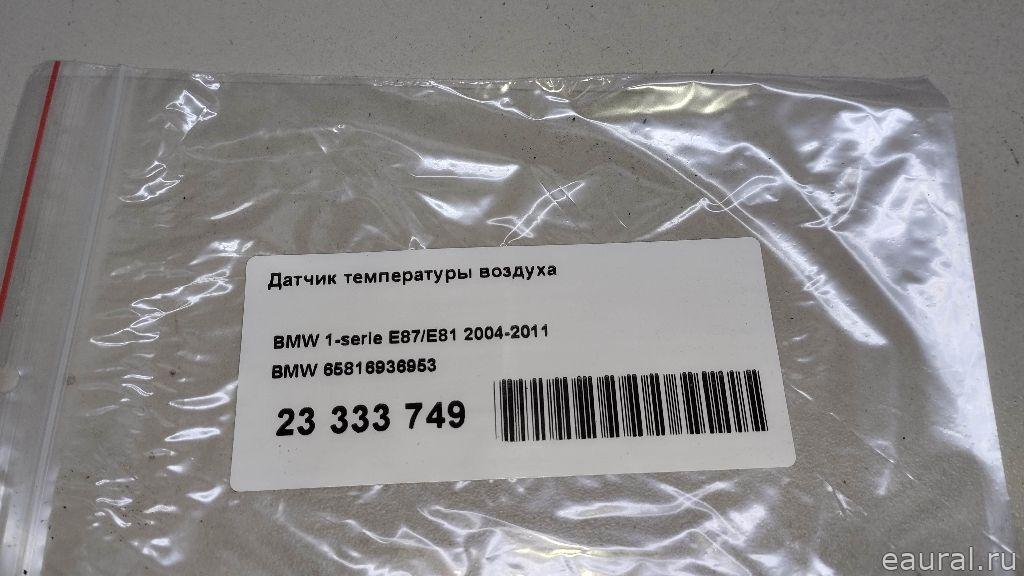 Датчик температуры воздуха
BMW 1-serie E87/E81 2004-2011
BMW 65816936953
23 333 749
eaural.ru